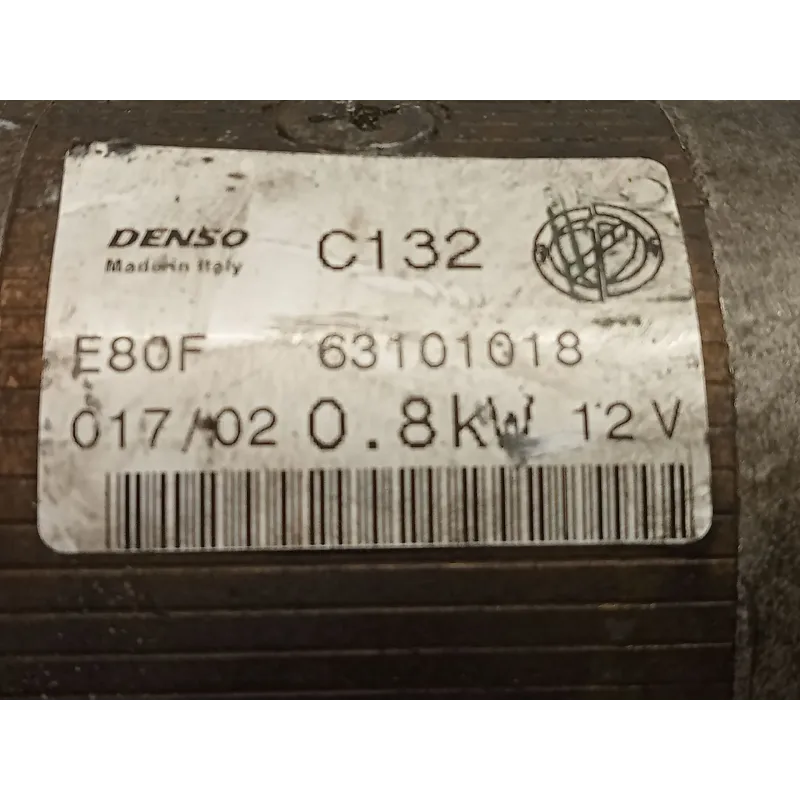 DENSO C132
Made in Italy
E80F 63101018
017/02 0.8kW 12V